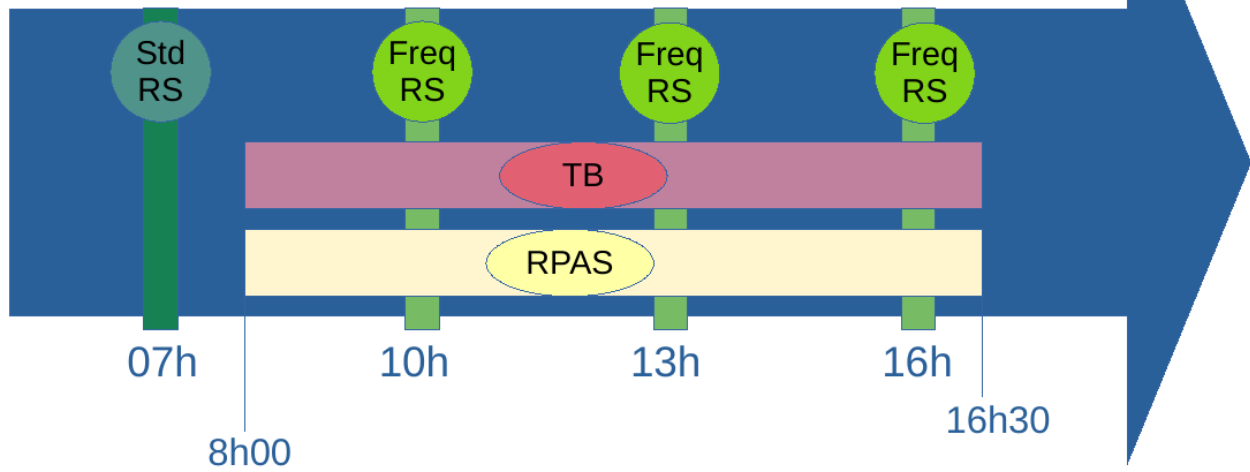 Std
RS
Freq
RS
Freq
RS
Freq
RS
TB
RPAS
07h
10h
13h
16h
8h00
16h30